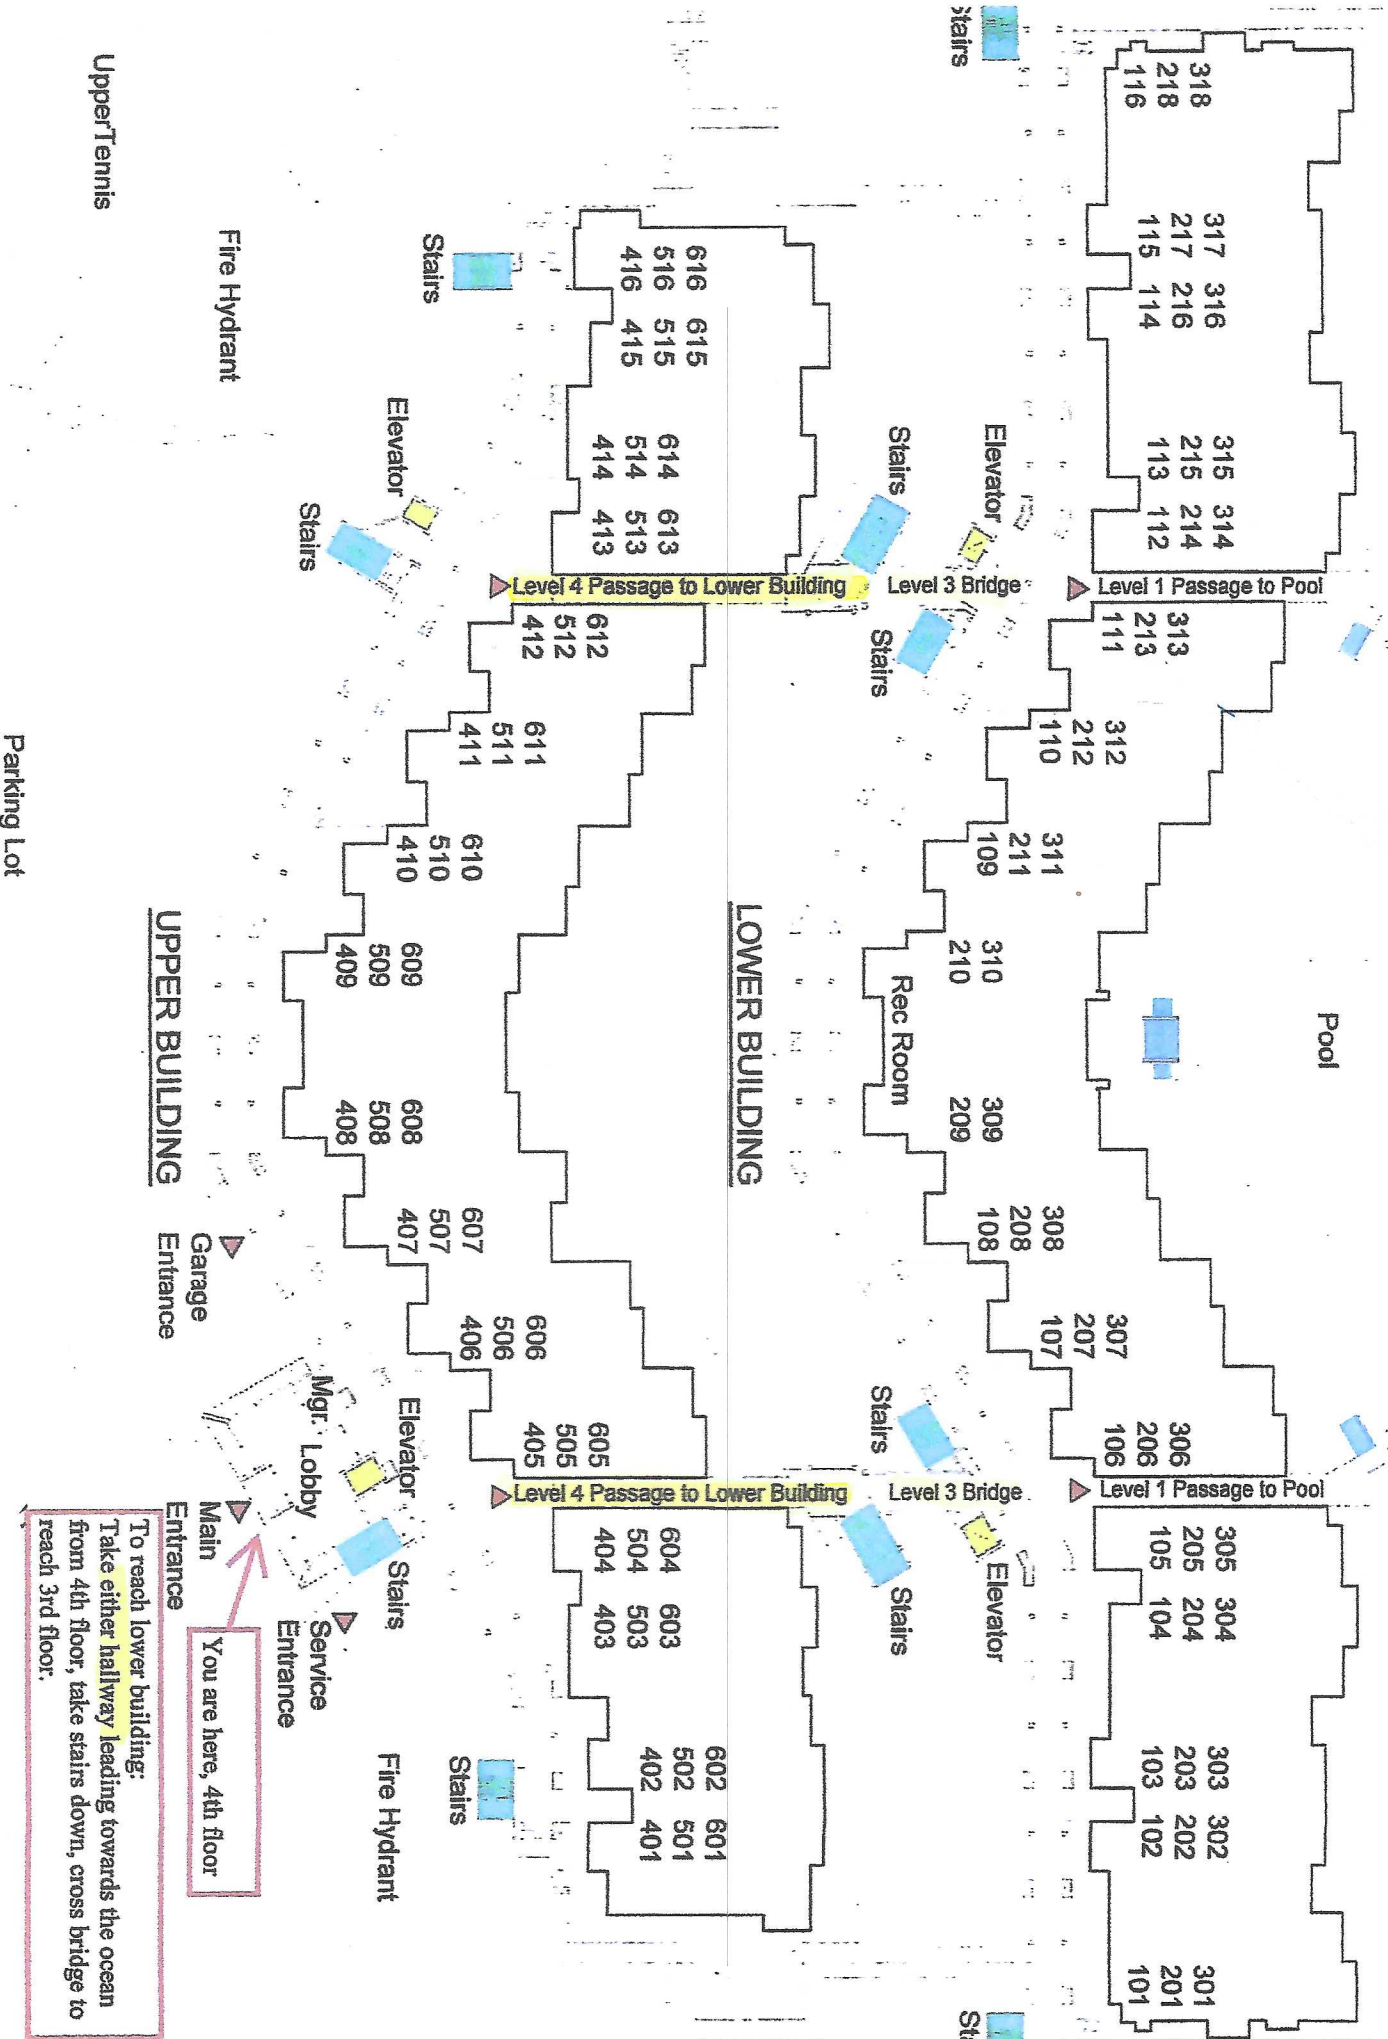 Pool
318
218
116
317 316
217 216
115 114
315 314
215 214
113 112
Level 1 Passage to Pool
313
213
111
312
212
110
311
211
109
310
210
Rec Room
309
209
308
208
108
307
207
107
306
206
106
Level 1 Passage to Pool
305 304
205 204
105 104
303 302
203 202
103 102
301
201
101
Stairs
Elevator
Level 3 Bridge
Stairs
Stairs
Stairs
Level 3 Bridge
Elevator
Stairs
LOWER BUILDING
616 615
516 515
416 415
614 613
514 513
414 413
Level 4 Passage to Lower Building
612
512
412
611
511
411
610
510
410
609
509
409
608
508
408
607
507
407
606
506
406
605
505
405
Level 4 Passage to Lower Building
604 603
504 503
404 403
602 601
502 501
402 401
Stairs
Elevator
Stairs
Elevator
Stairs
Stairs
Mgr. Lobby
Fire Hydrant
Fire Hydrant
UPPER BUILDING
Garage
Entrance
Main
Entrance
Service
Entrance
You are here, 4th floor
Upper Tennis
Parking Lot
To reach lower building:
Take either hallway leading towards the ocean
from 4th floor, take stairs down, cross bridge to
reach 3rd floor.